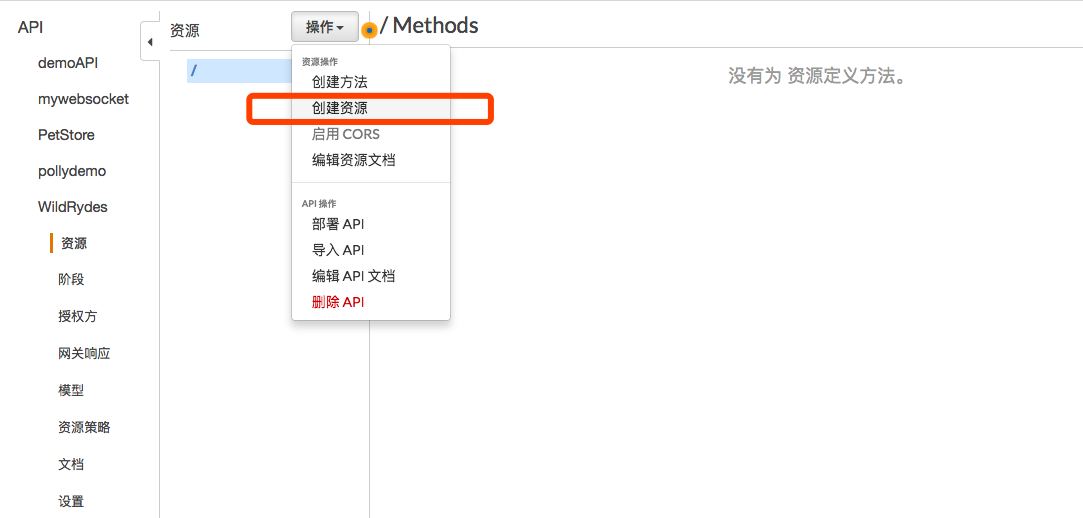 API
demoAPI
mywebsocket
PetStore
pollydemo
WildRydes
资源
阶段
授权方
网关响应
模型
资源策略
文档
设置
资源
/
操作
资源操作
创建方法
创建资源
启用 CORS
编辑资源文档
API 操作
部署 API
导入 API
编辑 API 文档
删除 API
/ Methods
没有为 资源定义方法。